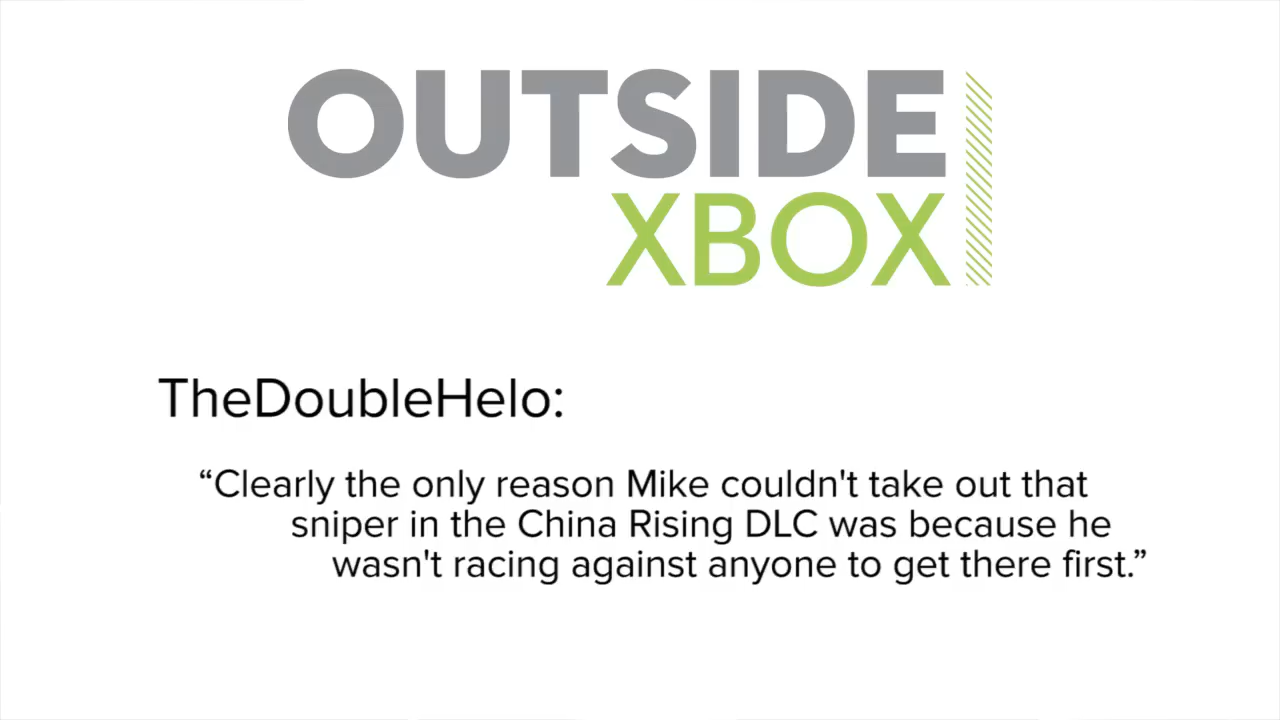 OUTSIDE
XBOX
TheDoubleHelo:
“Clearly the only reason Mike couldn't take out that
sniper in the China Rising DLC was because he
wasn't racing against anyone to get there first.”